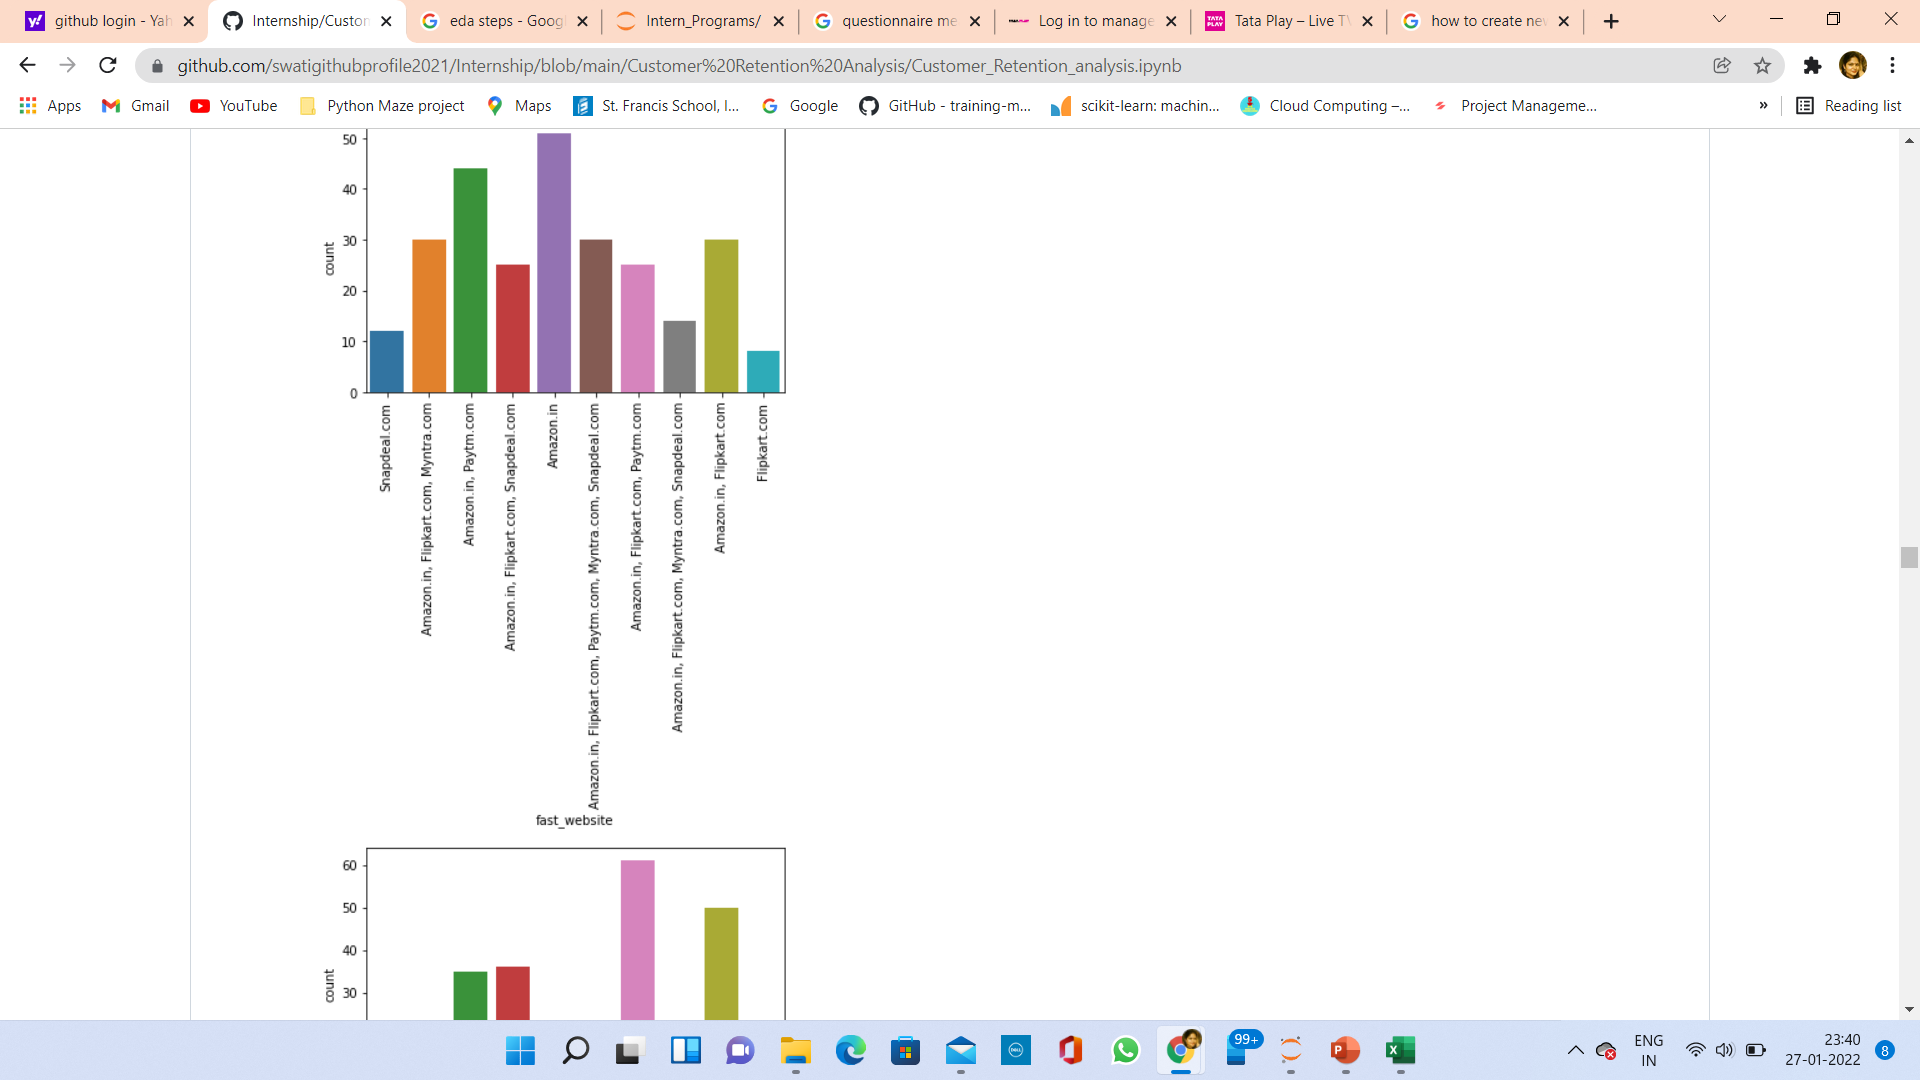 github login - Yah
Internship/Custon
eda steps - Goog
Intern_Programs/
questionnaire me
Log in to manage
Tata Play – Live TV
how to create new
github.com/swatigithubprofile2021/Internship/blob/main/Customer%20Retention%20Analysis/Customer_Retention_analysis.ipynb
Apps
Gmail
YouTube
Python Maze project
Maps
St. Francis School, I...
Google
GitHub - training-m...
scikit-learn: machin...
Cloud Computing –...
Project Manageme...
»
Reading list
50
40
30
20
10
0
count
Snapdeal.com
Amazon.in, Flipkart.com, Myntra.com
Amazon.in, Paytm.com
Amazon.in, Flipkart.com, Snapdeal.com
Amazon.in
Amazon.in, Flipkart.com, Paytm.com, Myntra.com, Snapdeal.com
Amazon.in, Flipkart.com, Paytm.com
Amazon.in, Flipkart.com, Myntra.com, Snapdeal.com
Amazon.in, Flipkart.com
Flipkart.com
fast_website
60
50
40
30
count
99+
ENG
IN
23:40
27-01-2022
8